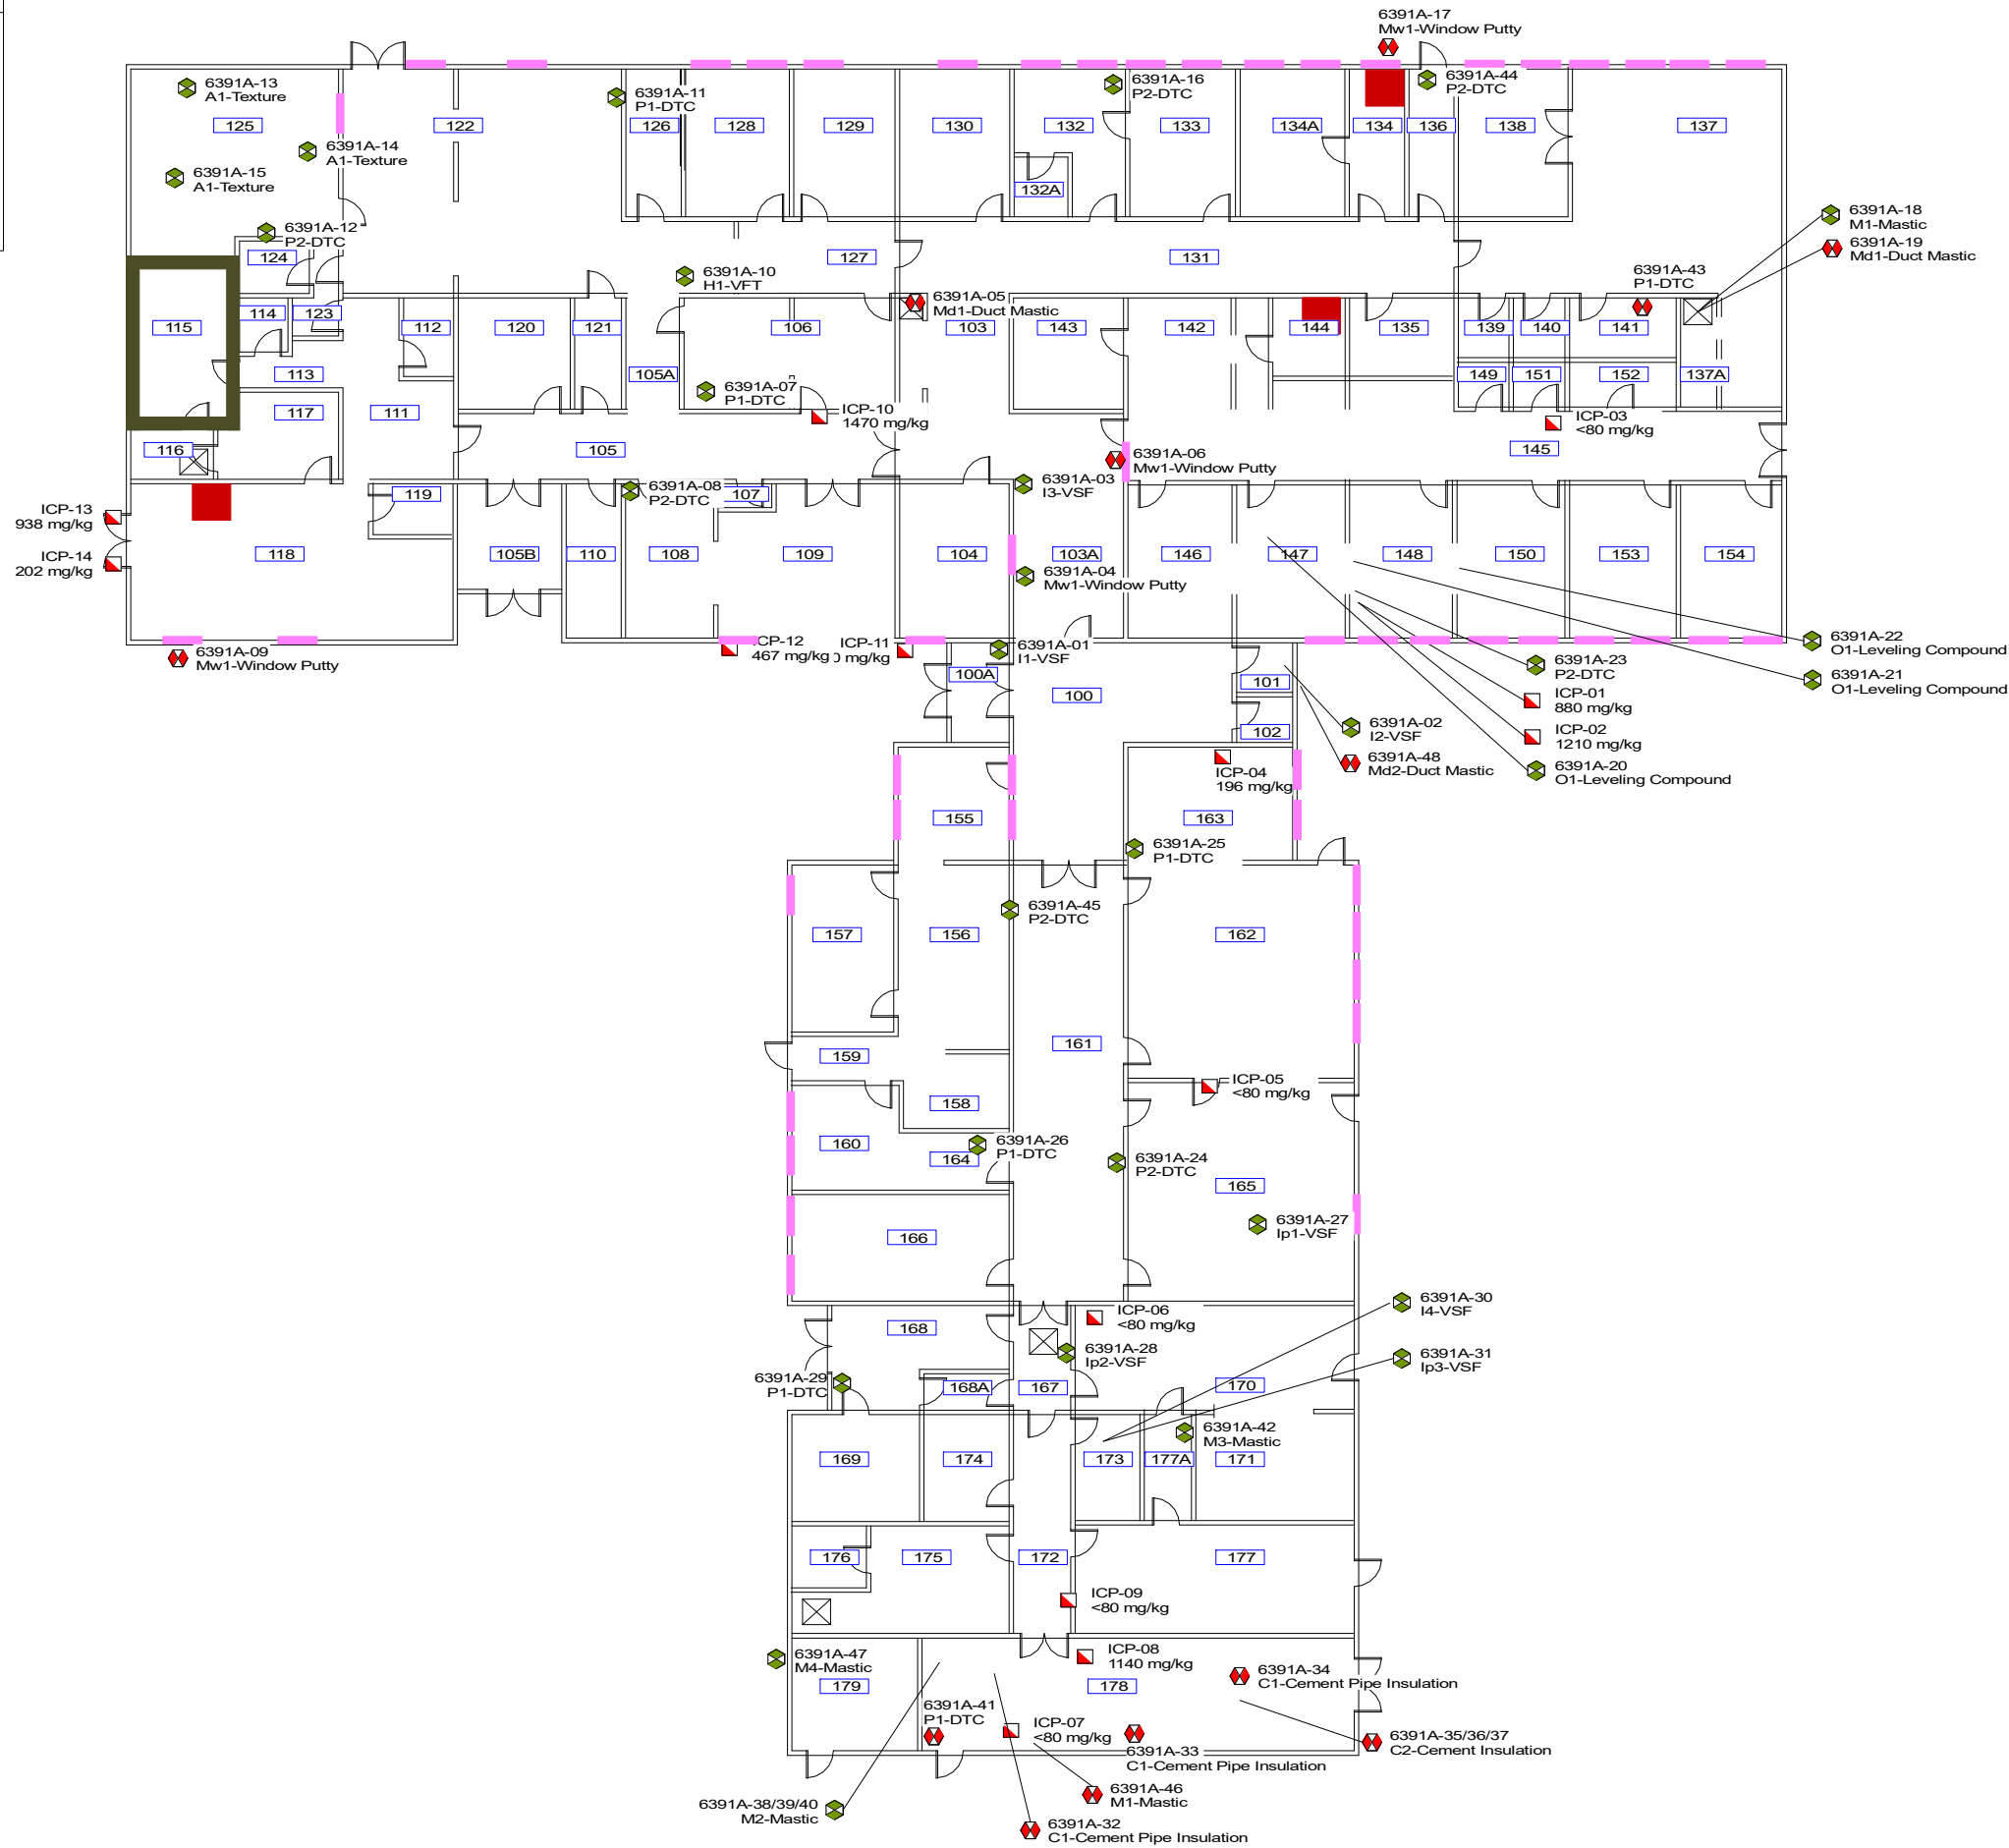 6391A-17
Mw1-Window Putty
6391A-13
A1-Texture
125
6391A-14
A1-Texture
6391A-15
A1-Texture
122
6391A-11
P1-DTC
126
128
129
130
6391A-16
P2-DTC
132
132A
133
134A
134
136
6391A-44
P2-DTC
138
137
6391A-12
P2-DTC
124
6391A-18
M1-Mastic
6391A-19
Md1-Duct Mastic
127
131
6391A-10
H1-VFT
6391A-43
P1-DTC
6391A-05
Md1-Duct Mastic
115
114
123
112
120
121
106
103
143
142
144
135
139
140
141
113
105A
149
151
152
137A
6391A-07
P1-DTC
117
111
ICP-10
1470 mg/kg
ICP-03
<80 mg/kg
116
105
145
6391A-06
Mw1-Window Putty
6391A-03
I3-VSF
119
6391A-08
P2-DTC
107
ICP-13
938 mg/kg
ICP-14
202 mg/kg
118
105B
110
108
109
104
103A
146
147
148
150
153
154
6391A-04
Mw1-Window Putty
6391A-09
Mw1-Window Putty
ICP-12
467 mg/kg
ICP-11
0 mg/kg
6391A-01
I1-VSF
6391A-22
O1-Leveling Compound
6391A-21
O1-Leveling Compound
6391A-23
P2-DTC
ICP-01
880 mg/kg
ICP-02
1210 mg/kg
6391A-20
O1-Leveling Compound
100A
100
101
102
6391A-02
I2-VSF
6391A-48
Md2-Duct Mastic
ICP-04
196 mg/kg
155
163
6391A-25
P1-DTC
6391A-45
P2-DTC
157
156
162
159
161
ICP-05
<80 mg/kg
158
160
164
6391A-26
P1-DTC
6391A-24
P2-DTC
165
6391A-27
Ip1-VSF
166
6391A-30
I4-VSF
ICP-06
<80 mg/kg
168
6391A-28
Ip2-VSF
6391A-31
Ip3-VSF
6391A-29
P1-DTC
168A
167
170
6391A-42
M3-Mastic
169
174
173
177A
171
176
175
172
177
ICP-09
<80 mg/kg
6391A-47
M4-Mastic
179
ICP-08
1140 mg/kg
178
6391A-34
C1-Cement Pipe Insulation
6391A-41
P1-DTC
ICP-07
<80 mg/kg
6391A-33
C1-Cement Pipe Insulation
6391A-35/36/37
C2-Cement Insulation
6391A-46
M1-Mastic
6391A-38/39/40
M2-Mastic
6391A-32
C1-Cement Pipe Insulation